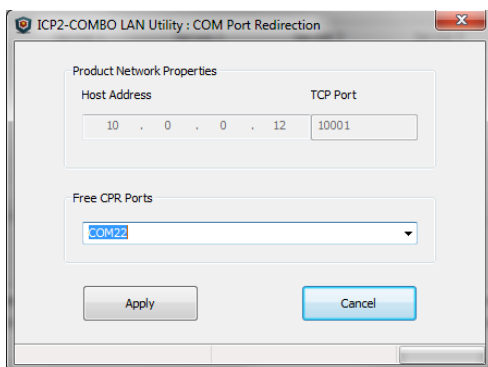 ICP2-COMBO LAN Utility : COM Port Redirection
Product Network Properties
Host Address TCP Port
10 . 0 . 0 . 12 10001
Free CPR Ports
COM22
Apply Cancel